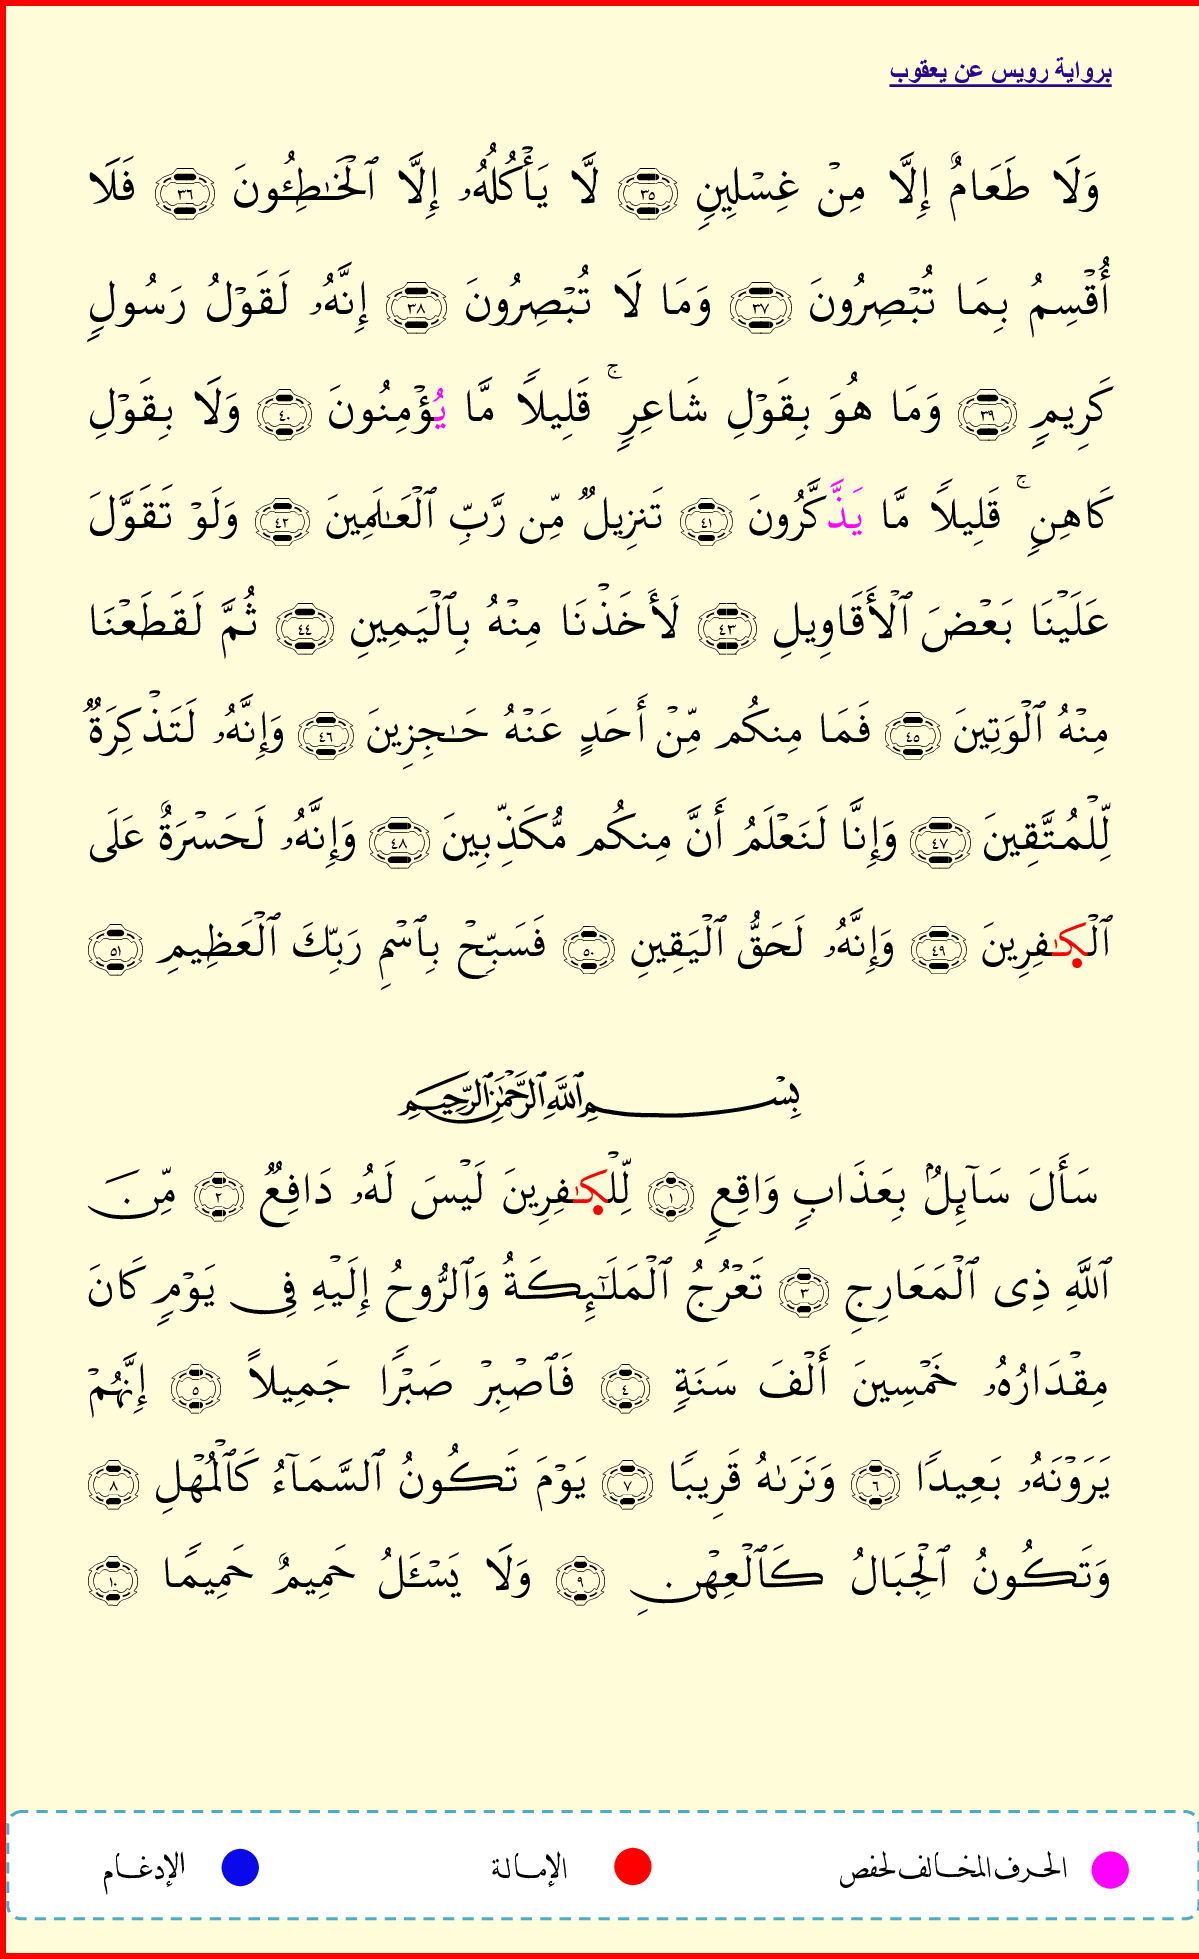 برواية رويس عن يعقوب
وَلَا طَعَامٌ إِلَّا مِنْ غِسْلِينٍ ٣٥ لَّا يَأْكُلُهُۥ إِلَّا ٱلْخَٰطِـُٔونَ ٣٦ فَلَا
أُقْسِمُ بِمَا تُبْصِرُونَ ٣٧ وَمَا لَا تُبْصِرُونَ ٣٨ إِنَّهُۥ لَقَوْلُ رَسُولٍ
كَرِيمٍ ٣٩ وَمَا هُوَ بِقَوْلِ شَاعِرٍ ۚ قَلِيلًا مَّا يُؤْمِنُونَ ٤٠ وَلَا بِقَوْلِ
كَاهِنٍ ۚ قَلِيلًا مَّا يَذَّكَّرُونَ ٤١ تَنزِيلٌ مِّن رَّبِّ ٱلْعَٰلَمِينَ ٤٢ وَلَوْ تَقَوَّلَ
عَلَيْنَا بَعْضَ ٱلْأَقَاوِيلِ ٤٣ لَأَخَذْنَا مِنْهُ بِٱلْيَمِينِ ٤٤ ثُمَّ لَقَطَعْنَا
مِنْهُ ٱلْوَتِينَ ٤٥ فَمَا مِنكُم مِّنْ أَحَدٍ عَنْهُ حَٰجِزِينَ ٤٦ وَإِنَّهُۥ لَتَذْكِرَةٌ
لِّلْمُتَّقِينَ ٤٧ وَإِنَّا لَنَعْلَمُ أَنَّ مِنكُم مُّكَذِّبِينَ ٤٨ وَإِنَّهُۥ لَحَسْرَةٌ عَلَى
ٱلْكَٰفِرِينَ ٤٩ وَإِنَّهُۥ لَحَقُّ ٱلْيَقِينِ ٥٠ فَسَبِّحْ بِٱسْمِ رَبِّكَ ٱلْعَظِيمِ ٥١
بِسْمِ ٱللَّهِ ٱلرَّحْمَٰنِ ٱلرَّحِيمِ
سَأَلَ سَآئِلٌۢ بِعَذَابٍ وَاقِعٍ ١ لِّلْكَٰفِرِينَ لَيْسَ لَهُۥ دَافِعٌ ٢ مِّنَ
ٱللَّهِ ذِى ٱلْمَعَارِجِ ٣ تَعْرُجُ ٱلْمَلَٰٓئِكَةُ وَٱلرُّوحُ إِلَيْهِ فِى يَوْمٍ كَانَ
مِقْدَارُهُۥ خَمْسِينَ أَلْفَ سَنَةٍ ٤ فَٱصْبِرْ صَبْرًا جَمِيلًا ٥ إِنَّهُمْ
يَرَوْنَهُۥ بَعِيدًا ٦ وَنَرَىٰهُ قَرِيبًا ٧ يَوْمَ تَكُونُ ٱلسَّمَآءُ كَٱلْمُهْلِ ٨
وَتَكُونُ ٱلْجِبَالُ كَٱلْعِهْنِ ٩ وَلَا يَسْـَٔلُ حَمِيمٌ حَمِيمًا ١٠
الحرف المخالف لحفص الإمالة الإدغام